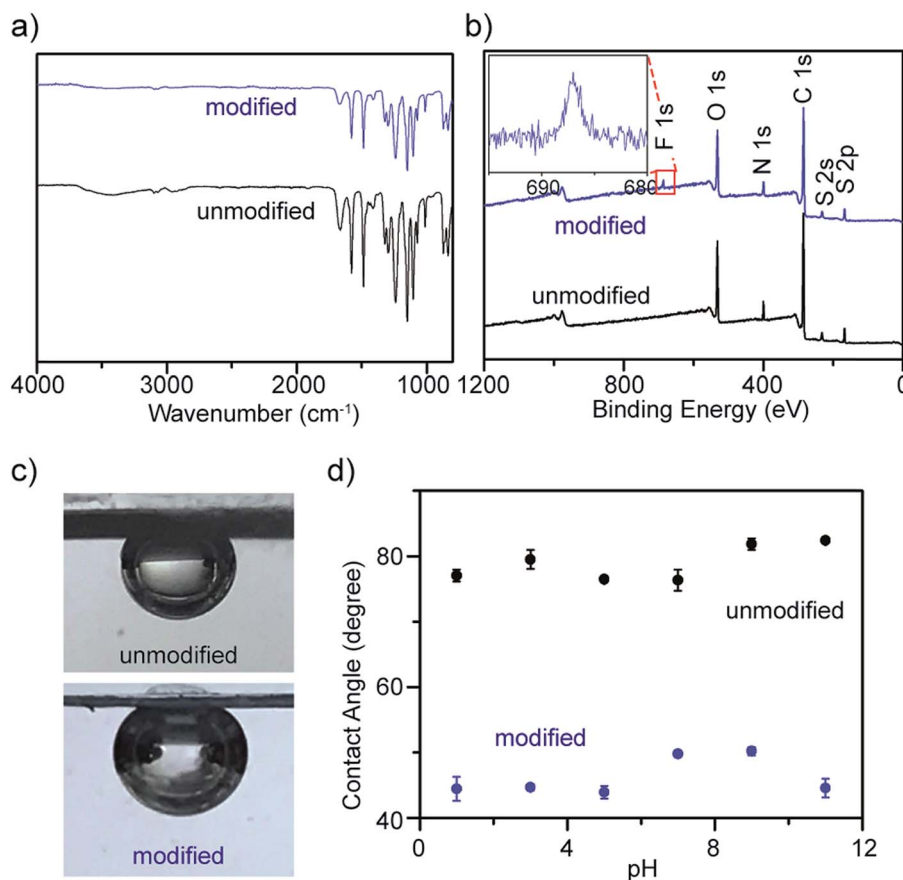 a)
modified
unmodified
4000 3000 2000 1000
Wavenumber (cm⁻¹)
b)
690 680
F 1s
O 1s
N 1s
C 1s
S 2s
S 2p
modified
unmodified
1200 800 400 0
Binding Energy (eV)
c)
unmodified
modified
d)
80
60
40
Contact Angle (degree)
unmodified
modified
0 4 8 12
pH